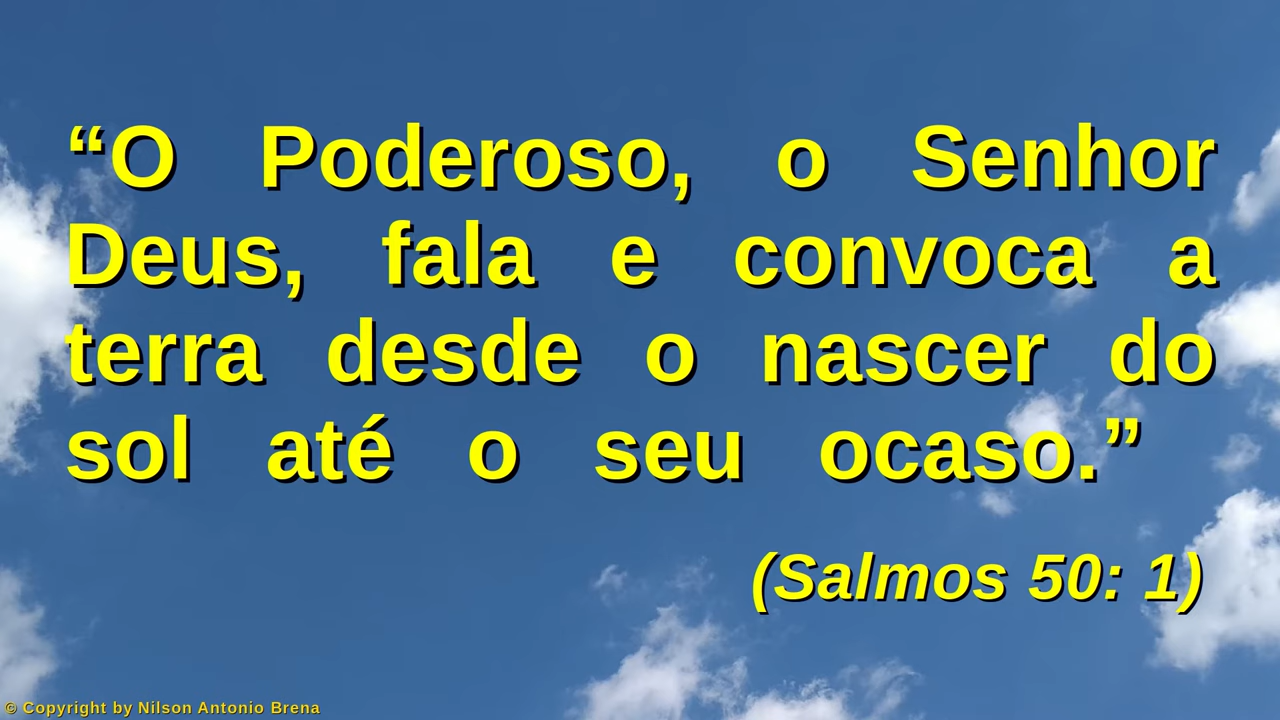 “O Poderoso, o Senhor
Deus, fala e convoca a
terra desde o nascer do
sol até o seu ocaso.”
(Salmos 50: 1)
© Copyright by Nilson Antonio Brena